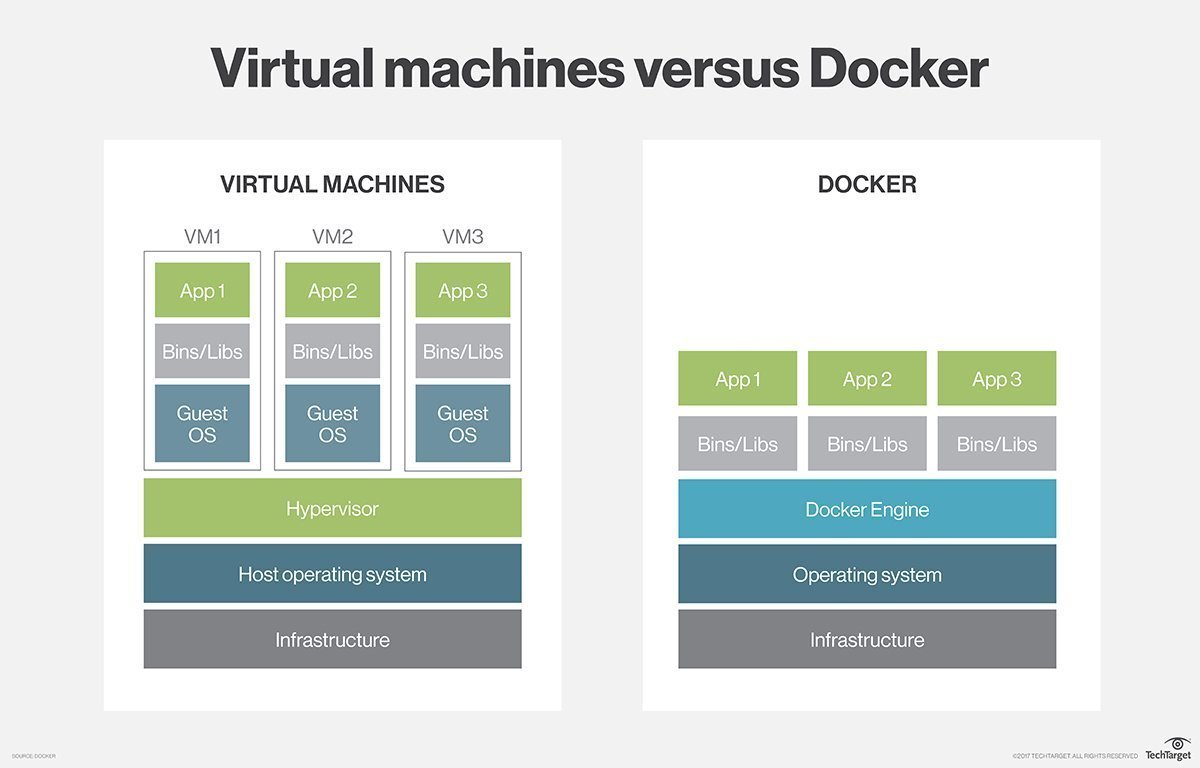 Virtual machines versus Docker
VIRTUAL MACHINES
VM1
VM2
VM3
App 1
App 2
App 3
Bins/Libs
Bins/Libs
Bins/Libs
Guest
OS
Guest
OS
Guest
OS
Hypervisor
Host operating system
Infrastructure
DOCKER
App 1
App 2
App 3
Bins/Libs
Bins/Libs
Bins/Libs
Docker Engine
Operating system
Infrastructure
SOURCE: DOCKER
©2017 TECHTARGET. ALL RIGHTS RESERVED
TechTarget